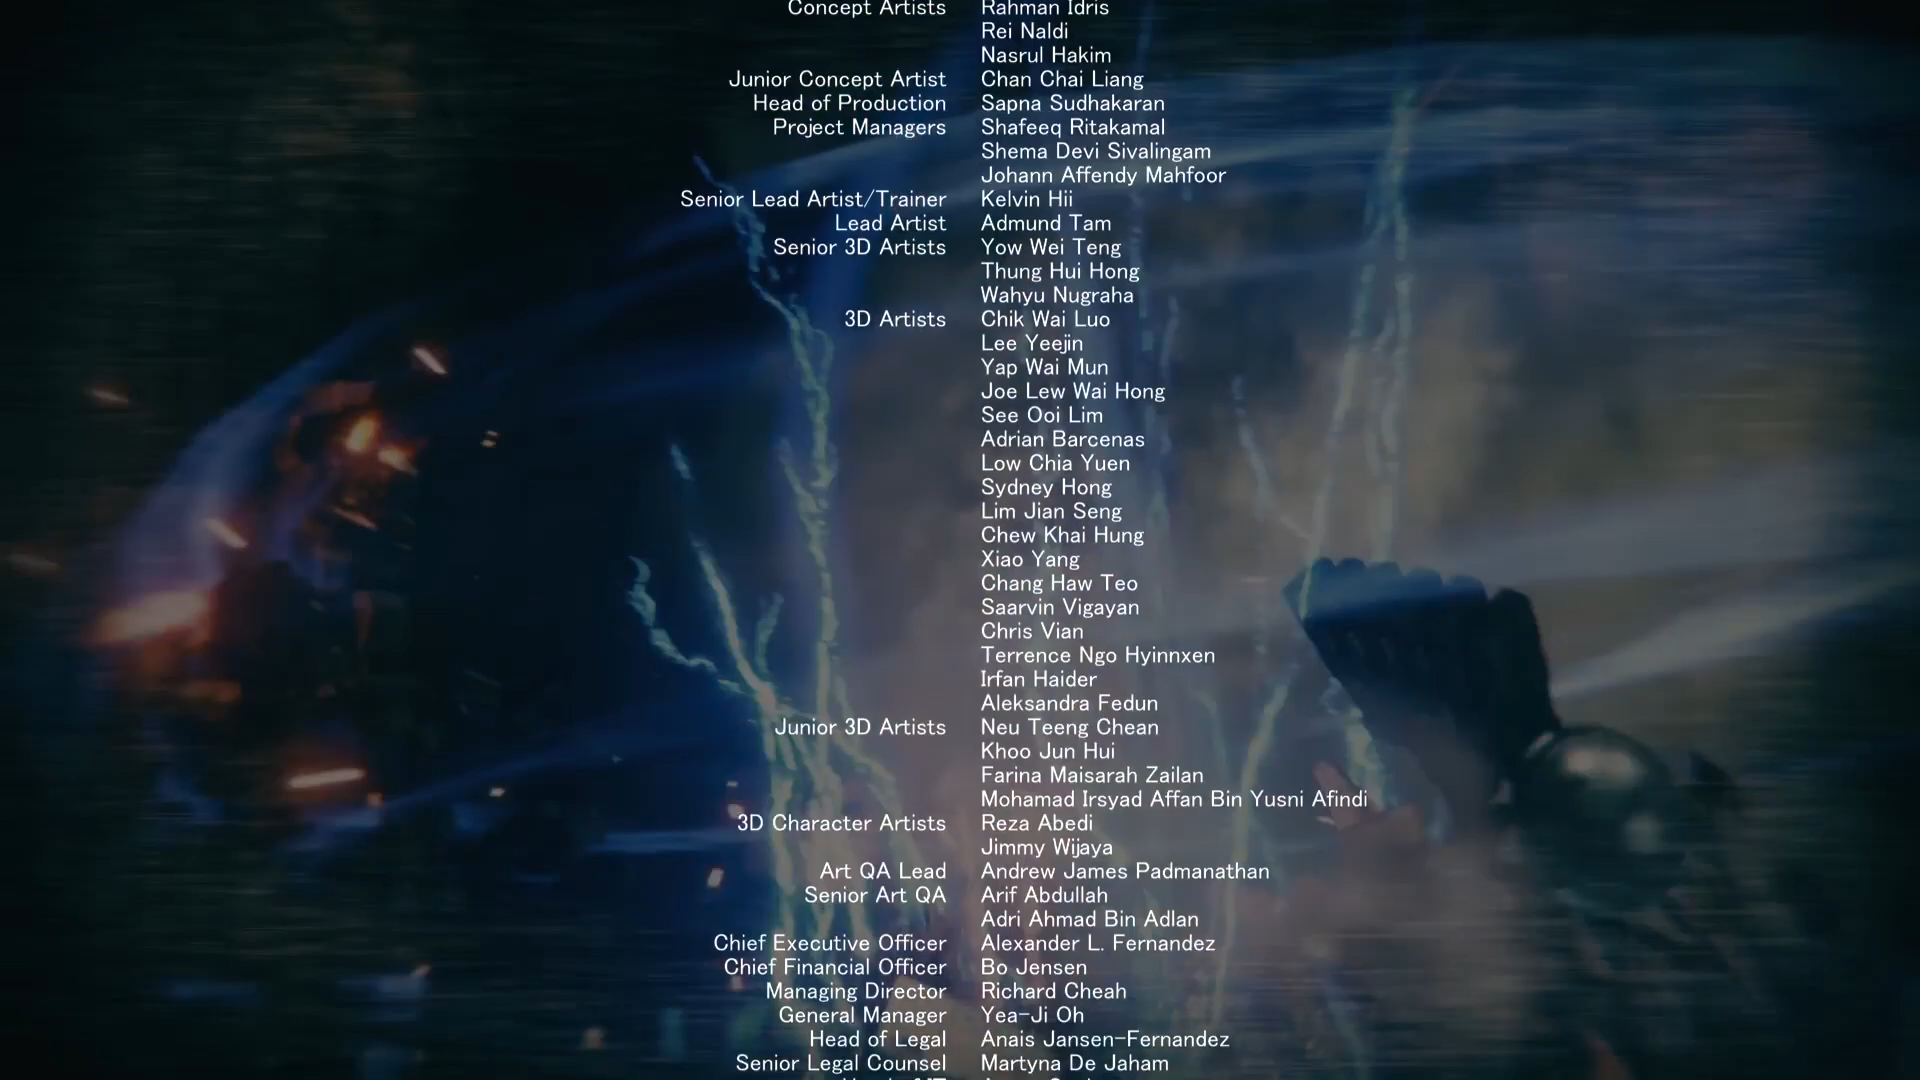 Concept Artists Rahman Idris
Rei Naldi
Nasrul Hakim
Junior Concept Artist Chan Chai Liang
Head of Production Sapna Sudhakaran
Project Managers Shafeeq Ritakamal
Shema Devi Sivalingam
Johann Affendy Mahfoor
Senior Lead Artist/Trainer Kelvin Hii
Lead Artist Admund Tam
Senior 3D Artists Yow Wei Teng
Thung Hui Hong
Wahyu Nugraha
3D Artists Chik Wai Luo
Lee Yeejin
Yap Wai Mun
Joe Lew Wai Hong
See Ooi Lim
Adrian Barcenas
Low Chia Yuen
Sydney Hong
Lim Jian Seng
Chew Khai Hung
Xiao Yang
Chang Haw Teo
Saarvin Vigayan
Chris Vian
Terrence Ngo Hyinnxen
Irfan Haider
Aleksandra Fedun
Junior 3D Artists Neu Teeng Chean
Khoo Jun Hui
Farina Maisarah Zailan
Mohamad Irsyad Affan Bin Yusni Afindi
3D Character Artists Reza Abedi
Jimmy Wijaya
Art QA Lead Andrew James Padmanathan
Senior Art QA Arif Abdullah
Adri Ahmad Bin Adlan
Chief Executive Officer Alexander L. Fernandez
Chief Financial Officer Bo Jensen
Managing Director Richard Cheah
General Manager Yea-Ji Oh
Head of Legal Anais Jansen-Fernandez
Senior Legal Counsel Martyna De Jaham